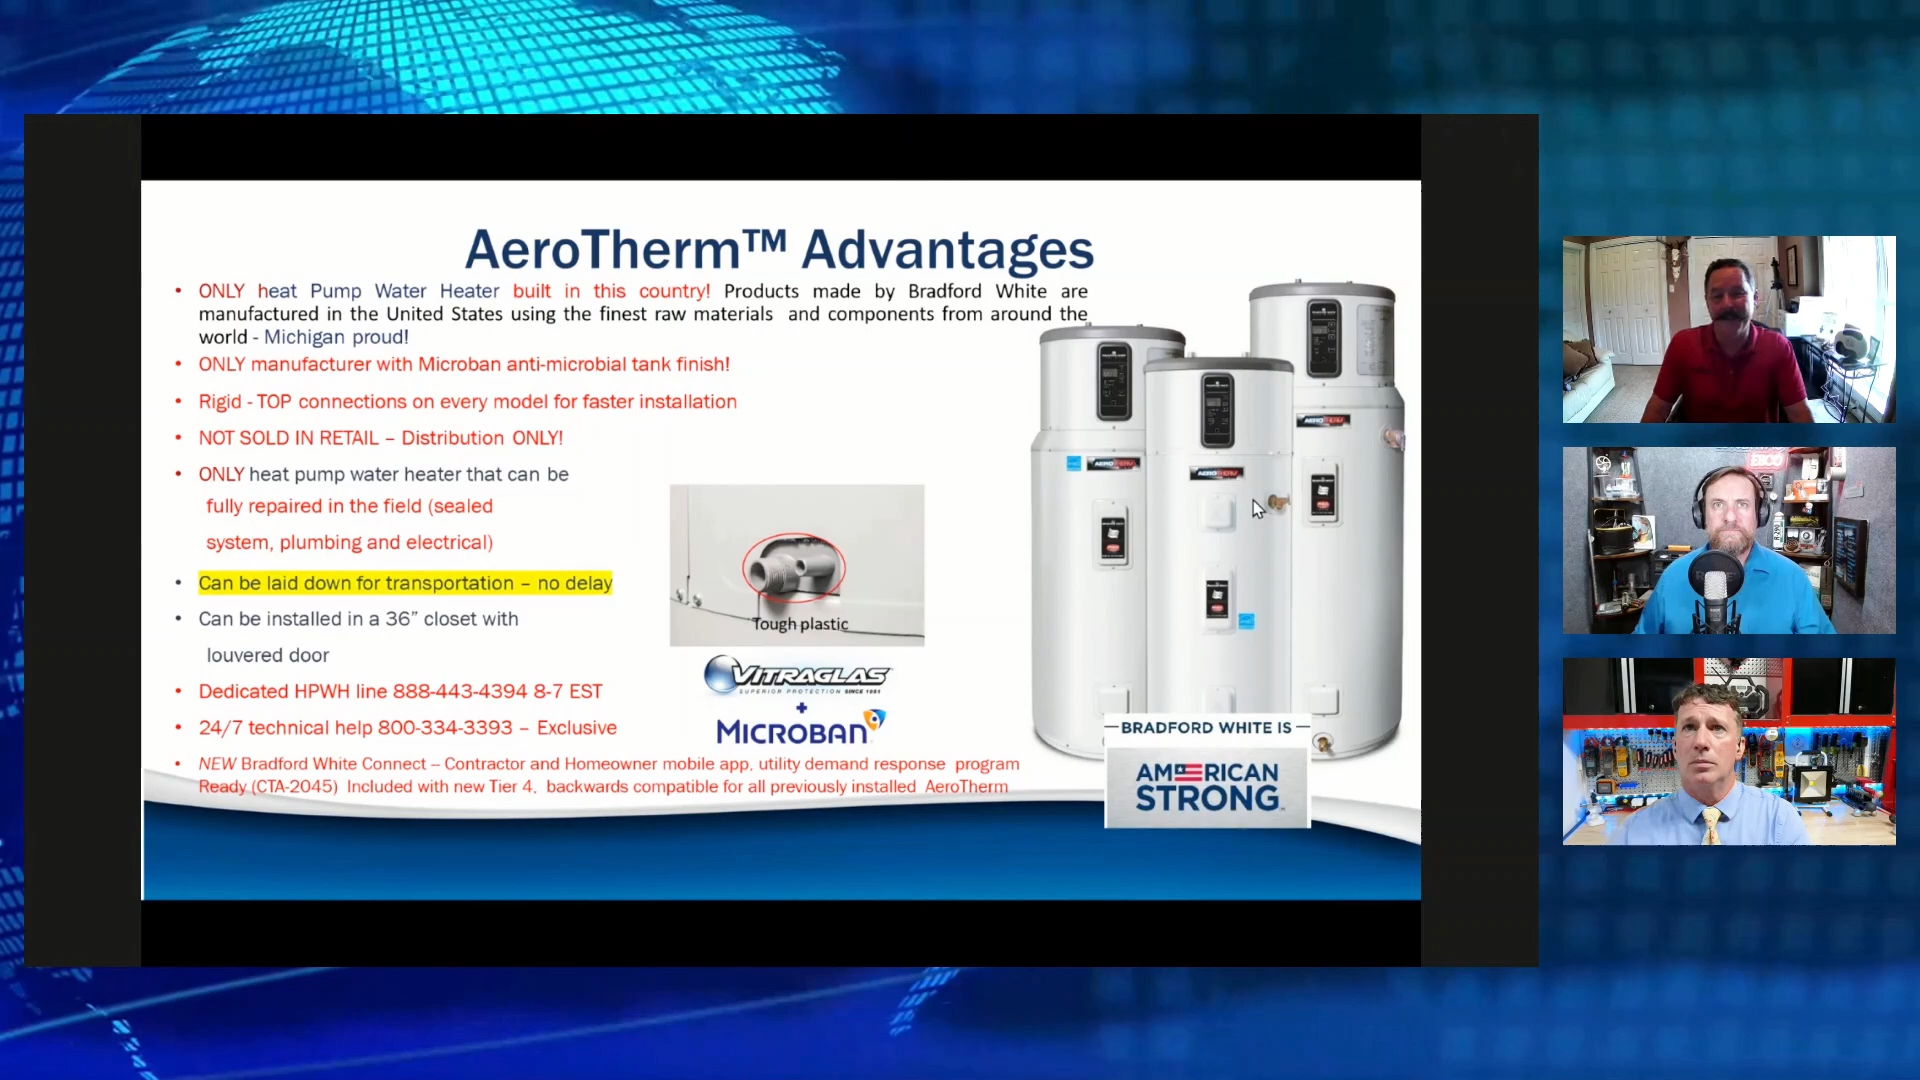 AeroTherm™ Advantages
• ONLY heat Pump Water Heater built in this country! Products made by Bradford White are
manufactured in the United States using the finest raw materials and components from around the
world - Michigan proud!
• ONLY manufacturer with Microban anti-microbial tank finish!
• Rigid - TOP connections on every model for faster installation
• NOT SOLD IN RETAIL – Distribution ONLY!
• ONLY heat pump water heater that can be
fully repaired in the field (sealed
system, plumbing and electrical)
• Can be laid down for transportation – no delay
• Can be installed in a 36” closet with
louvered door
• Dedicated HPWH line 888-443-4394 8-7 EST
• 24/7 technical help 800-334-3393 – Exclusive
• NEW Bradford White Connect – Contractor and Homeowner mobile app, utility demand response program
Ready (CTA-2045) Included with new Tier 4, backwards compatible for all previously installed AeroTherm
Tough plastic
VITRAGLAS
SUPERIOR PROTECTION SINCE 1951
+
MICROBAN
AEROTHERM
AEROTHERM
AEROTHERM
BRADFORD WHITE IS
AMERICAN
STRONG